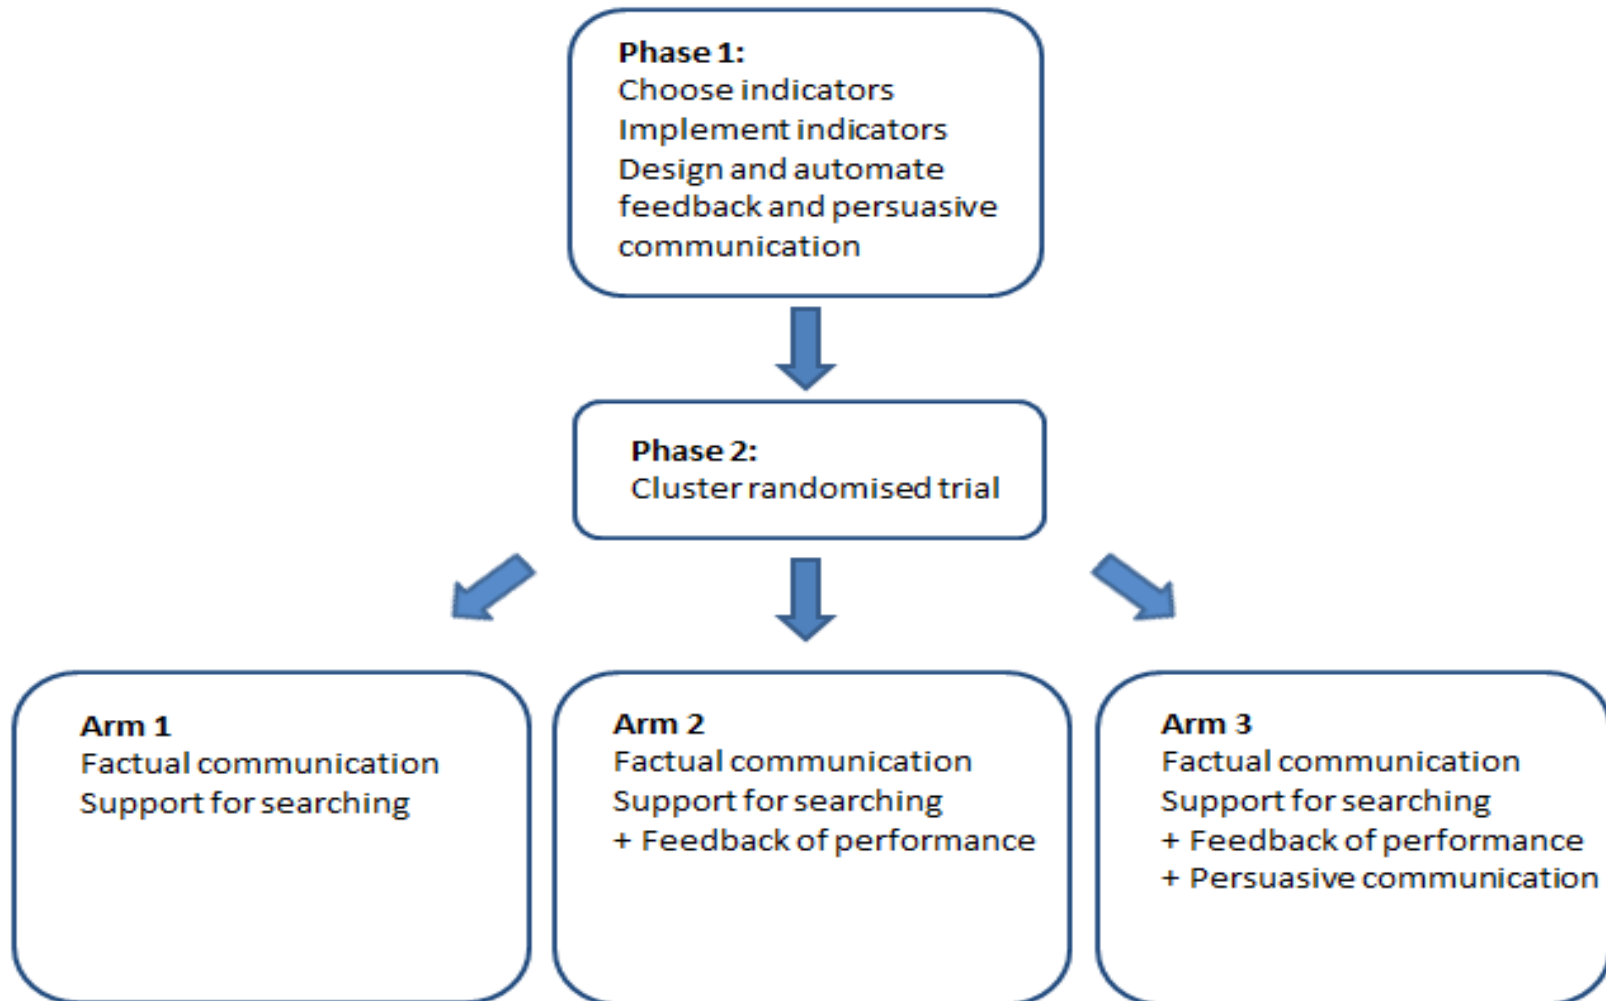 Phase 1:
Choose indicators
Implement indicators
Design and automate
feedback and persuasive
communication
Phase 2:
Cluster randomised trial
Arm 1
Factual communication
Support for searching
Arm 2
Factual communication
Support for searching
+ Feedback of performance
Arm 3
Factual communication
Support for searching
+ Feedback of performance
+ Persuasive communication